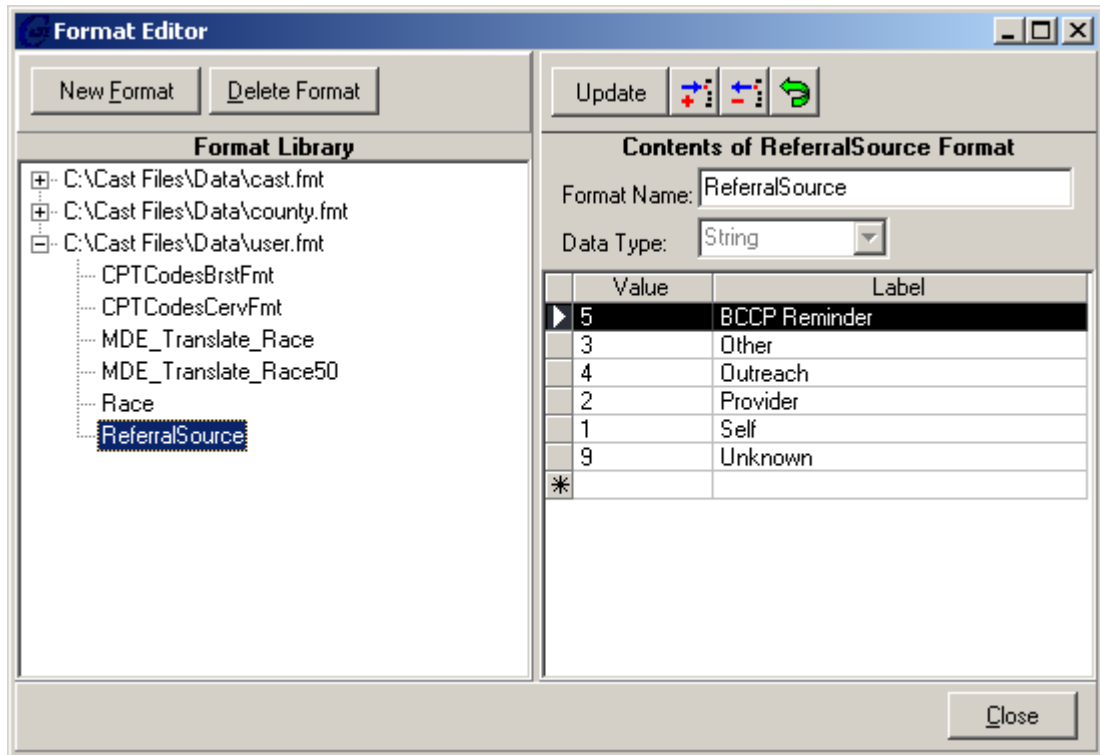 Format Editor
New Format Delete Format
Update
Format Library
C:\Cast Files\Data\cast.fmt
C:\Cast Files\Data\county.fmt
C:\Cast Files\Data\user.fmt
CPTCodesBrstFmt
CPTCodesCervFmt
MDE_Translate_Race
MDE_Translate_Race50
Race
ReferralSource
Contents of ReferralSource Format
Format Name: ReferralSource
Data Type: String
Value Label
5 BCCP Reminder
3 Other
4 Outreach
2 Provider
1 Self
9 Unknown
Close